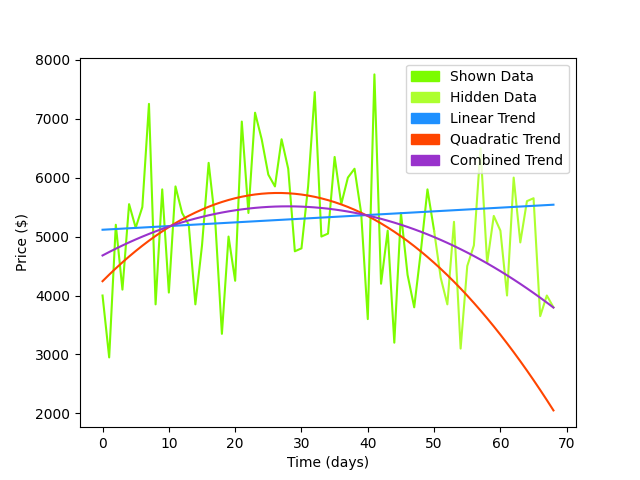 8000
7000
6000
5000
4000
3000
2000
Price ($)
0 10 20 30 40 50 60 70
Time (days)
Shown Data
Hidden Data
Linear Trend
Quadratic Trend
Combined Trend